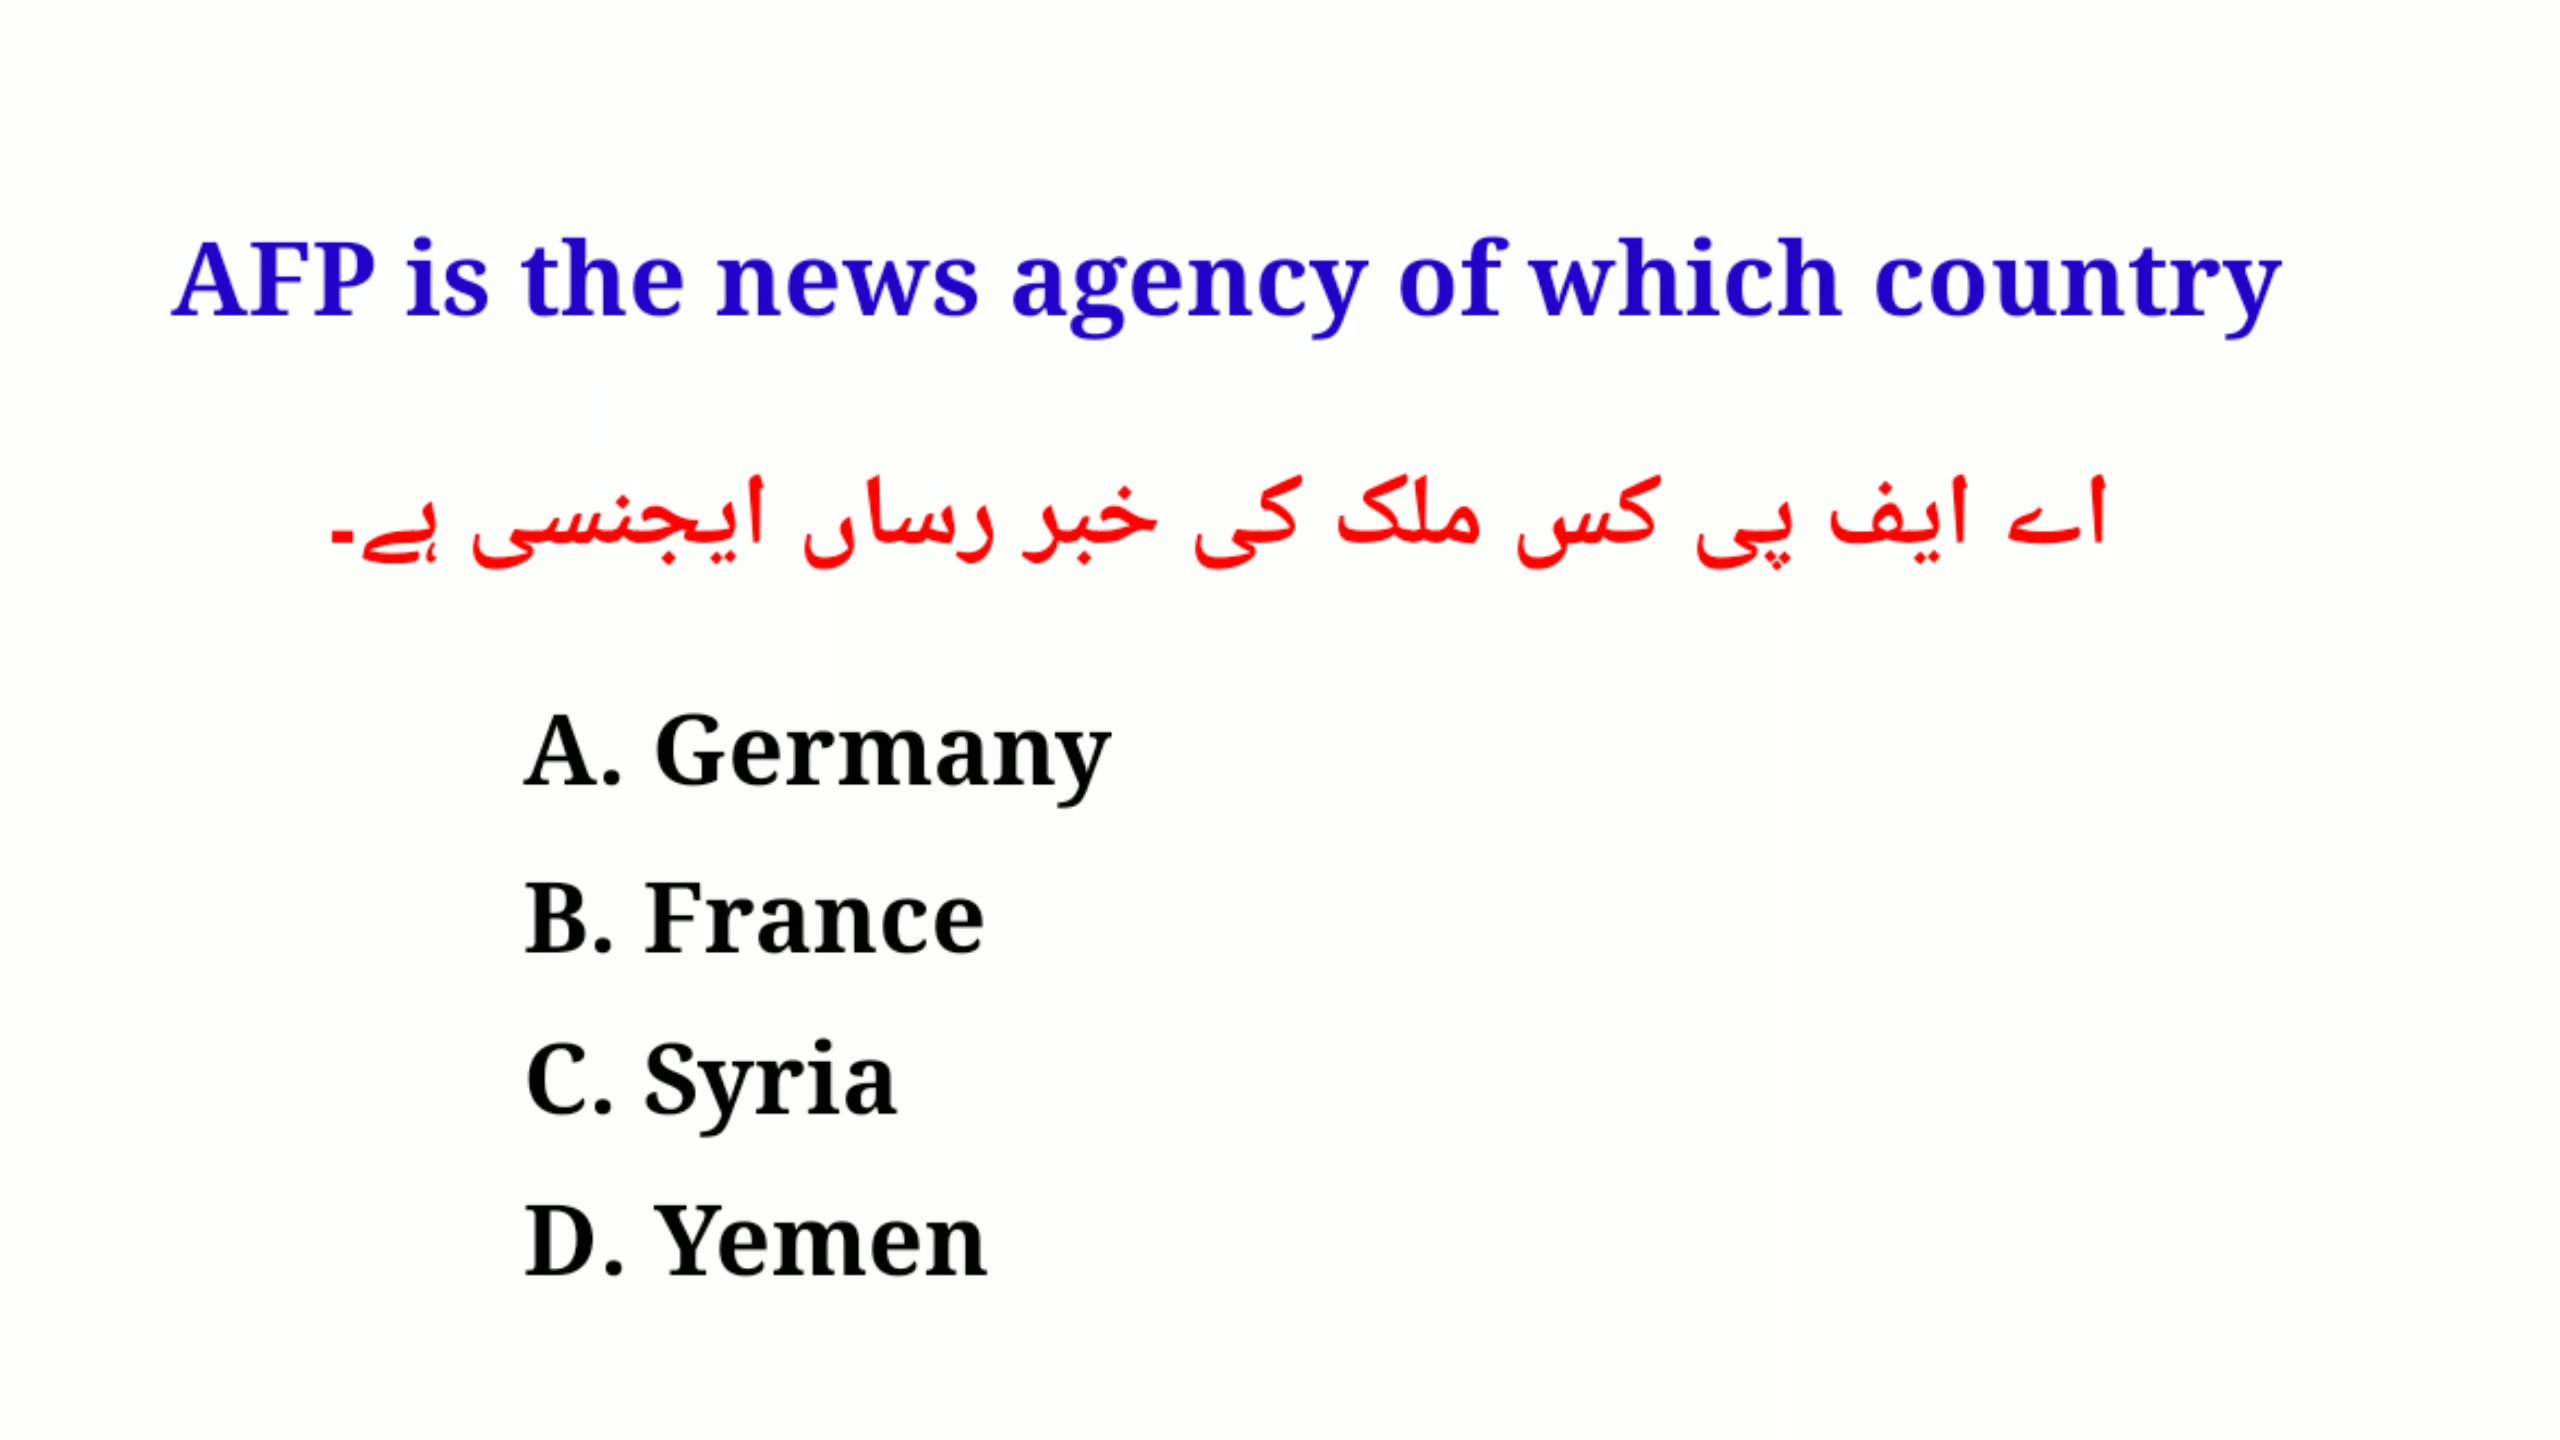 AFP is the news agency of which country
اے ایف پی کس ملک کی خبر رساں ایجنسی ہے۔
A. Germany
B. France
C. Syria
D. Yemen